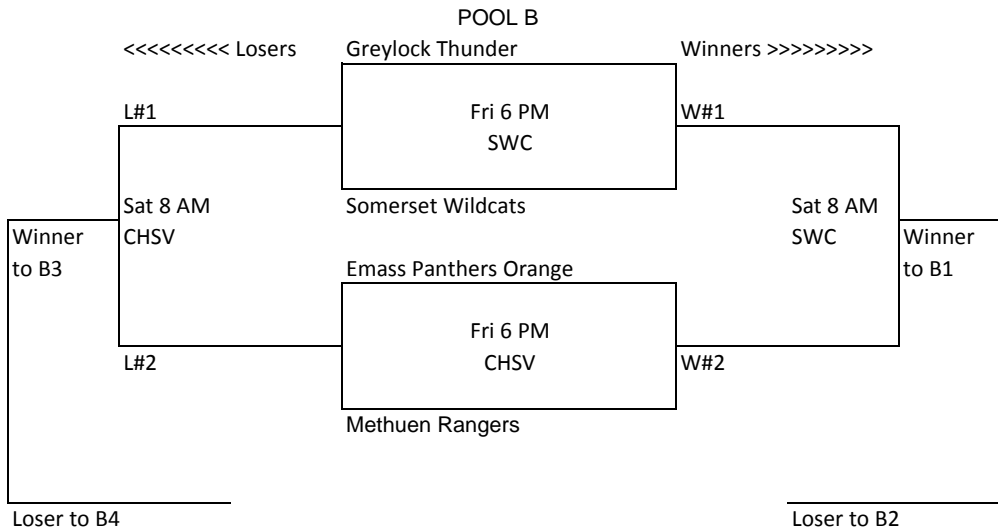 POOL B
<<<<<<<<< Losers
Greylock Thunder
Winners >>>>>>>>>
L#1
Fri 6 PM
SWC
W#1
Sat 8 AM
CHSV
Somerset Wildcats
Sat 8 AM
SWC
Winner
to B3
Winner
to B1
Emass Panthers Orange
L#2
Fri 6 PM
CHSV
W#2
Methuen Rangers
Loser to B4
Loser to B2